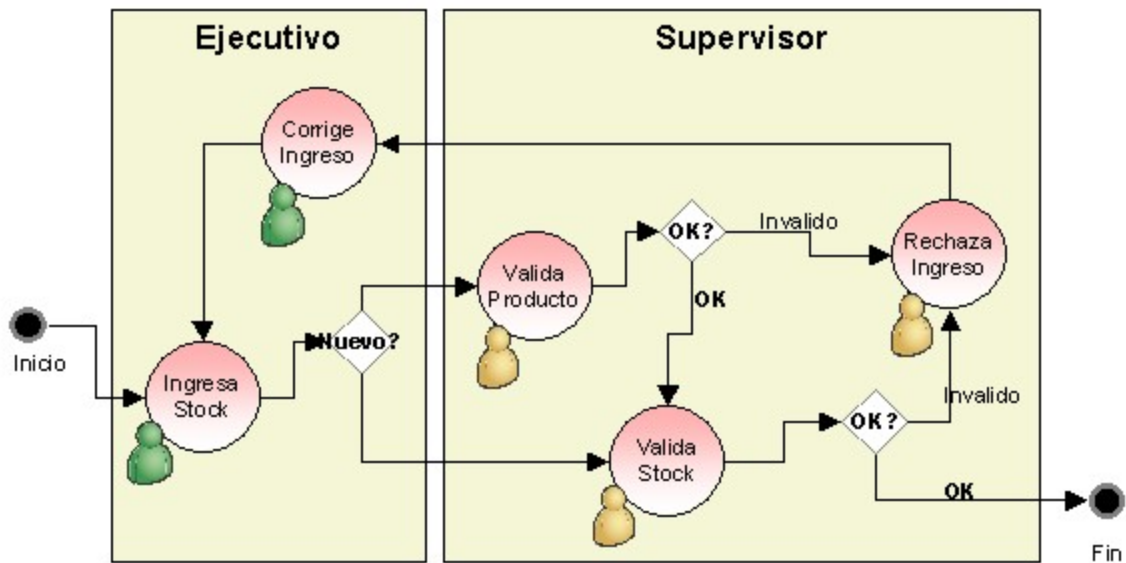 Ejecutivo
Supervisor
Corrige
Ingreso
OK?
Invalido
Rechaza
Ingreso
Valida
Producto
OK
Inicio
Nuevo?
Ingresa
Stock
Invalido
OK?
Valida
Stock
OK
Fin